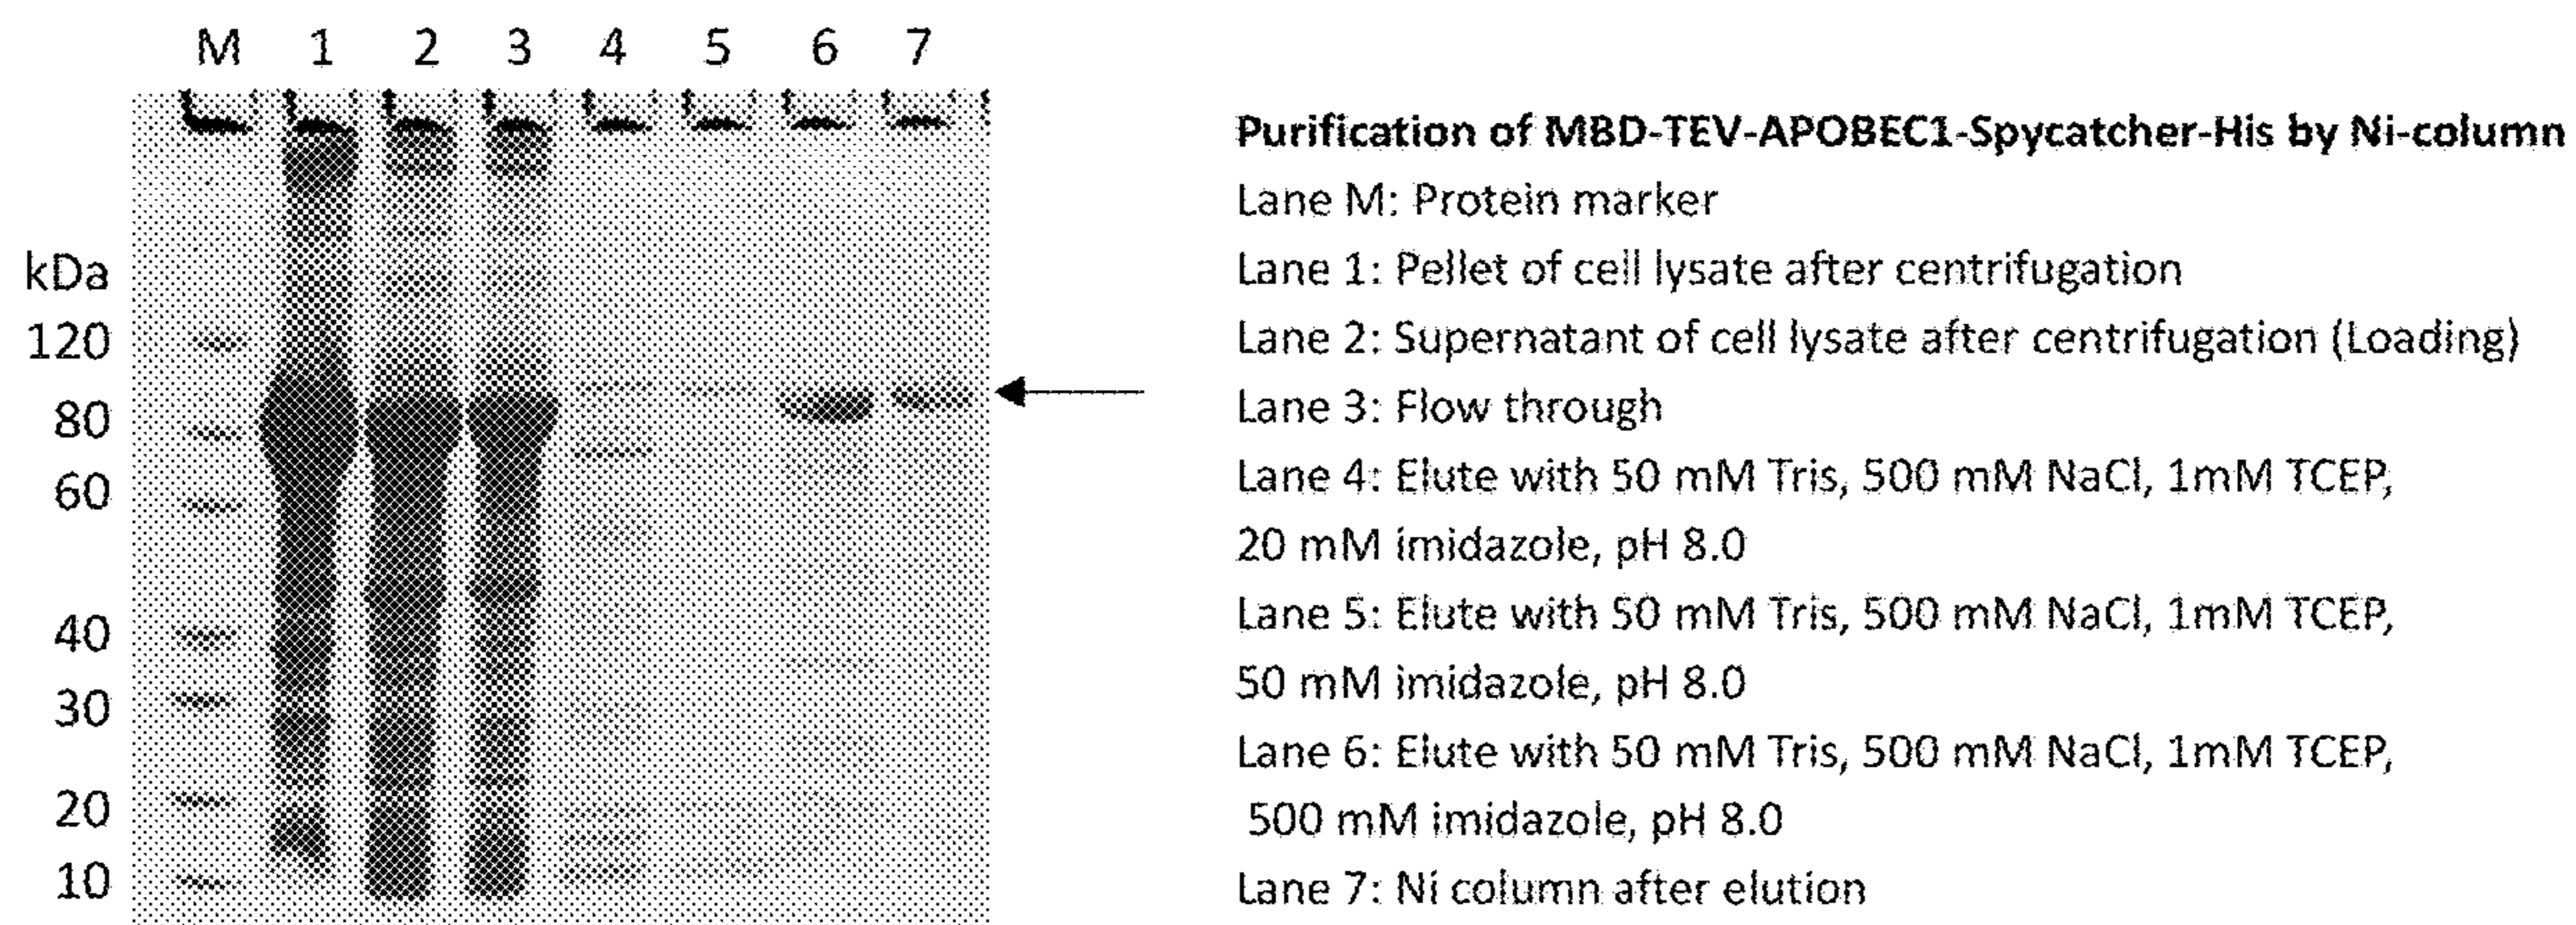 M 1 2 3 4 5 6 7
kDa
120
80
60
40
30
20
10
Purification of MBD-TEV-APOBEC1-Spycatcher-His by Ni-column
Lane M: Protein marker
Lane 1: Pellet of cell lysate after centrifugation
Lane 2: Supernatant of cell lysate after centrifugation (Loading)
Lane 3: Flow through
Lane 4: Elute with 50 mM Tris, 500 mM NaCl, 1mM TCEP,
20 mM imidazole, pH 8.0
Lane 5: Elute with 50 mM Tris, 500 mM NaCl, 1mM TCEP,
50 mM imidazole, pH 8.0
Lane 6: Elute with 50 mM Tris, 500 mM NaCl, 1mM TCEP,
500 mM imidazole, pH 8.0
Lane 7: Ni column after elution